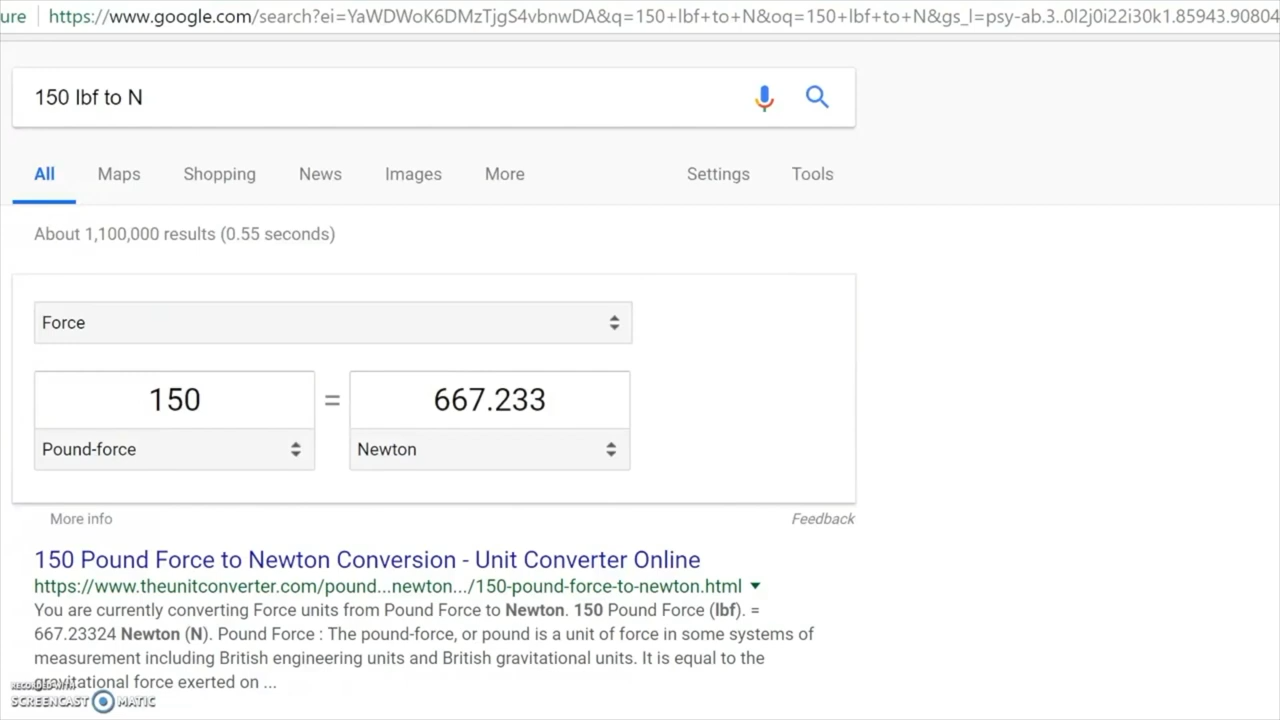 ure https://www.google.com/search?ei=YaWDWoK6DMzTjgS4vbnwDA&q=150+lbf+to+N&oq=150+lbf+to+N&gs_l=psy-ab.3..0l2j0i22i30k1.85943.90804
150 lbf to N
All Maps Shopping News Images More Settings Tools
About 1,100,000 results (0.55 seconds)
Force
150 = 667.233
Pound-force Newton
More info Feedback
150 Pound Force to Newton Conversion - Unit Converter Online
https://www.theunitconverter.com/pound...newton.../150-pound-force-to-newton.html
You are currently converting Force units from Pound Force to Newton. 150 Pound Force (lbf). =
667.23324 Newton (N). Pound Force : The pound-force, or pound is a unit of force in some systems of
measurement including British engineering units and British gravitational units. It is equal to the
gravitational force exerted on ...
RECORDED WITH
SCREENCAST MATIC